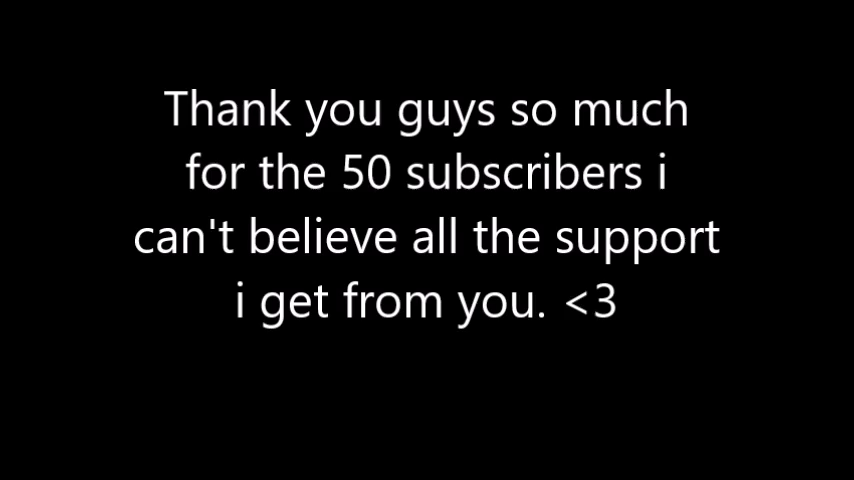 Thank you guys so much
for the 50 subscribers i
can't believe all the support
i get from you. <3